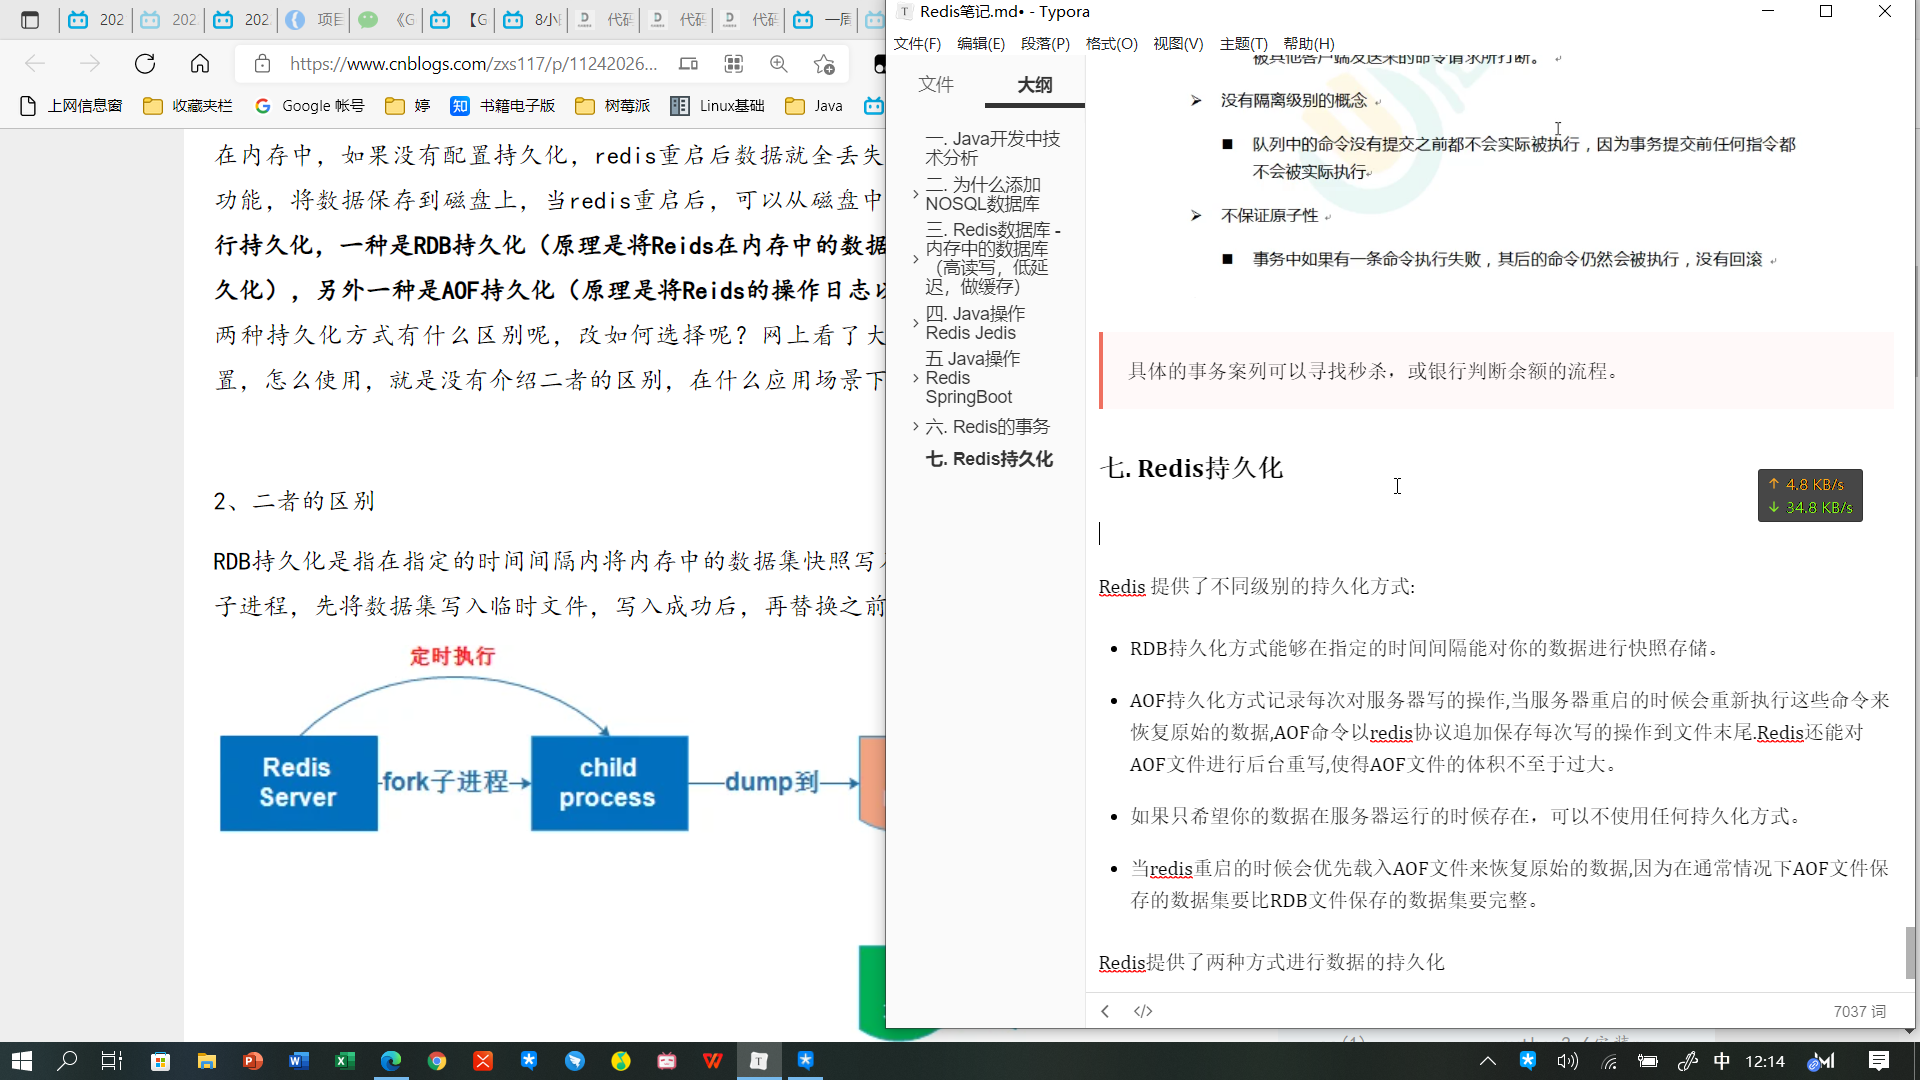 202
202
202
项目
《G
【G
8小
代码
代码
代码
一周
https://www.cnblogs.com/zxs117/p/11242026...
上网信息窗
收藏夹栏
Google 帐号
婷
书籍电子版
树莓派
Linux基础
Java
在内存中，如果没有配置持久化，redis重启后数据就全丢失
功能，将数据保存到磁盘上，当redis重启后，可以从磁盘中
行持久化，一种是RDB持久化（原理是将Reids在内存中的数据
久化），另外一种是AOF持久化（原理是将Reids的操作日志以
两种持久化方式有什么区别呢，改如何选择呢？网上看了大
置，怎么使用，就是没有介绍二者的区别，在什么应用场景下
2、二者的区别
RDB持久化是指在指定的时间间隔内将内存中的数据集快照写入
子进程，先将数据集写入临时文件，写入成功后，再替换之前
定时执行
Redis Server
fork子进程
child process
dump到
Redis笔记.md• - Typora
文件(F) 编辑(E) 段落(P) 格式(O) 视图(V) 主题(T) 帮助(H)
文件 大纲
一. Java开发中技
术分析
二. 为什么添加
NOSQL数据库
三. Redis数据库 -
内存中的数据库
（高读写，低延
迟，做缓存）
四. Java操作
Redis Jedis
五 Java操作
Redis
SpringBoot
六. Redis的事务
七. Redis持久化
被其他客户端发送来的命令请求所打断。
没有隔离级别的概念
队列中的命令没有提交之前都不会实际被执行，因为事务提交前任何指令都
不会被实际执行
不保证原子性
事务中如果有一条命令执行失败，其后的命令仍然会被执行，没有回滚
具体的事务案列可以寻找秒杀，或银行判断余额的流程。
七. Redis持久化
↑ 4.8 KB/s
↓ 34.8 KB/s
Redis 提供了不同级别的持久化方式:
RDB持久化方式能够在指定的时间间隔能对你的数据进行快照存储。
AOF持久化方式记录每次对服务器写的操作,当服务器重启的时候会重新执行这些命令来
恢复原始的数据,AOF命令以redis协议追加保存每次写的操作到文件末尾.Redis还能对
AOF文件进行后台重写,使得AOF文件的体积不至于过大。
如果只希望你的数据在服务器运行的时候存在，可以不使用任何持久化方式。
当redis重启的时候会优先载入AOF文件来恢复原始的数据,因为在通常情况下AOF文件保
存的数据集要比RDB文件保存的数据集要完整。
Redis提供了两种方式进行数据的持久化
7037 词
中
12:14